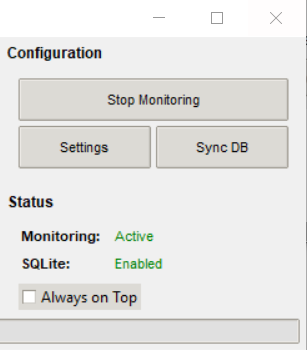 Configuration
Stop Monitoring
Settings Sync DB
Status
Monitoring: Active
SQLite: Enabled
Always on Top